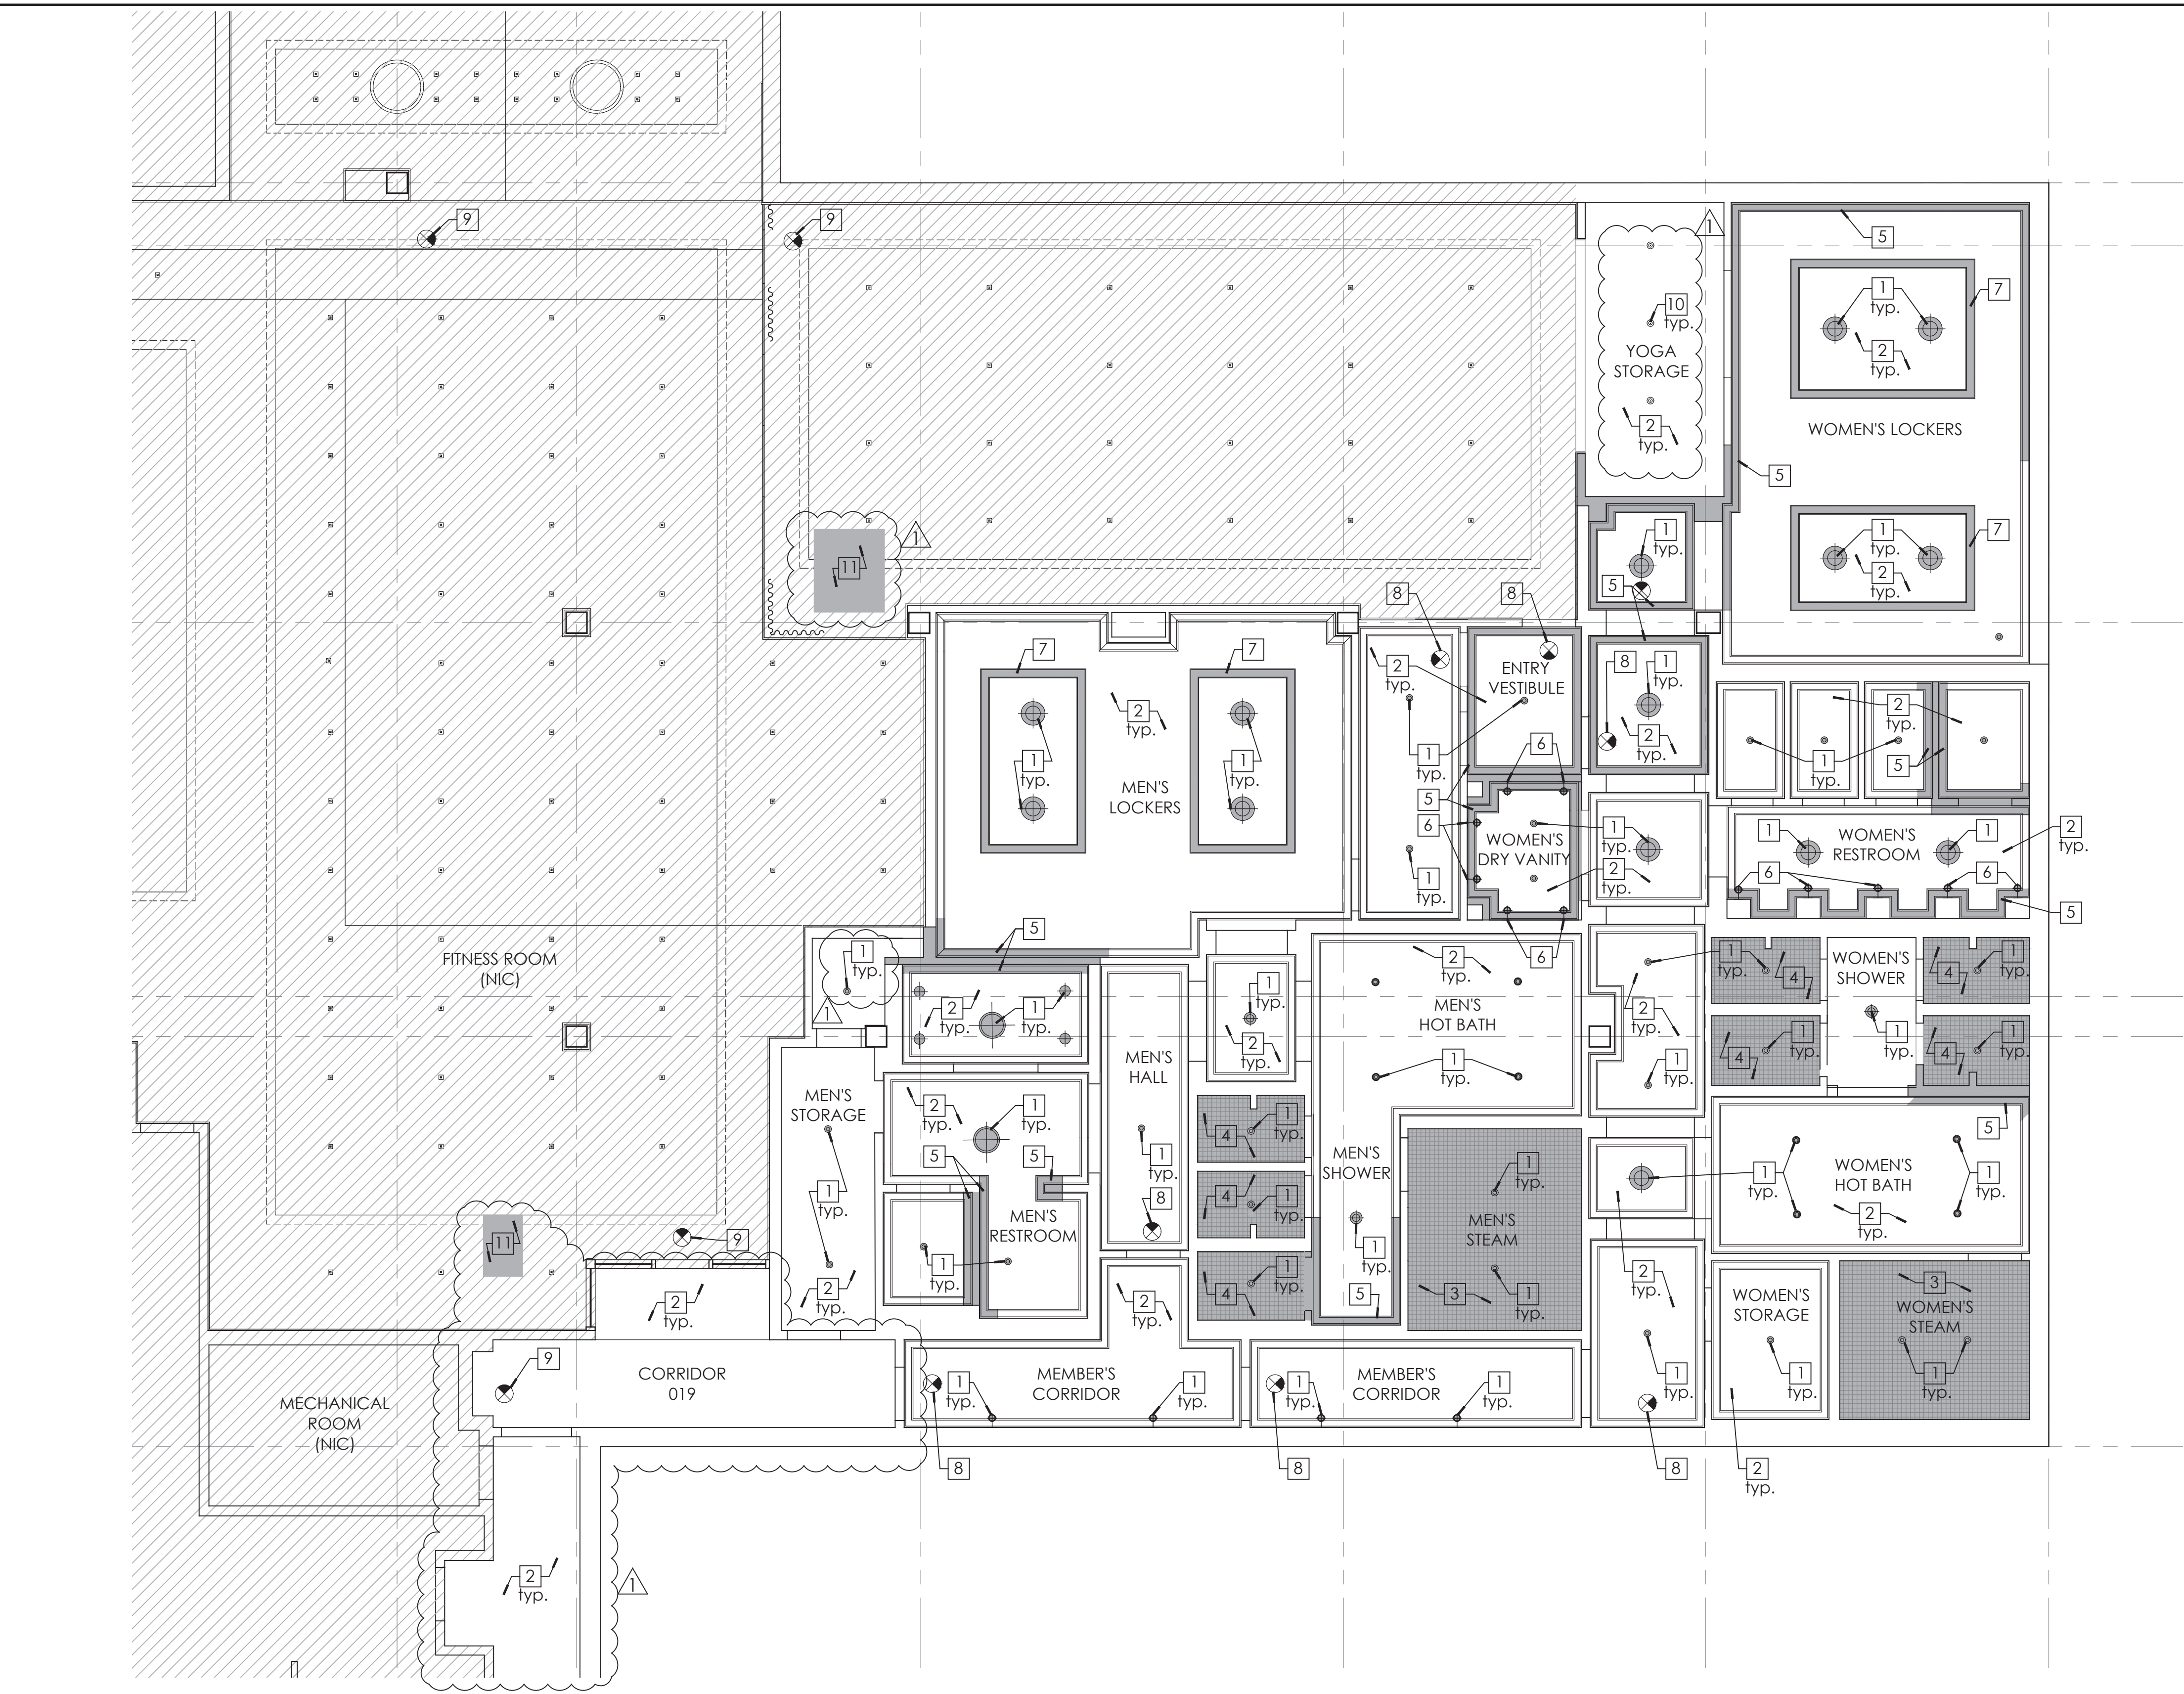 9
9
1
5
1
typ.
7
10
typ.
2
typ.
YOGA
STORAGE
2
typ.
WOMEN'S LOCKERS
5
1
typ.
7
2
typ.
1
typ.
5
1
11
8
8
7
7
2
typ.
ENTRY
VESTIBULE
8
1
typ.
2
typ.
2
typ.
2
typ.
1
typ.
1
typ.
1
typ.
6
1
typ.
5
MEN'S
LOCKERS
5
6
WOMEN'S
DRY VANITY
1
typ.
2
typ.
1
WOMEN'S
RESTROOM
1
2
typ.
1
typ.
6
6
5
5
6
FITNESS ROOM
(NIC)
1
typ.
1
2
typ.
1
typ.
1
typ.
2
typ.
2
typ.
MEN'S
HOT BATH
1
typ.
2
typ.
1
typ.
1
typ.
4
WOMEN'S
SHOWER
4
1
typ.
4
1
typ.
1
typ.
4
1
typ.
MEN'S
HALL
MEN'S
STORAGE
2
typ.
1
typ.
5
5
1
typ.
4
1
typ.
MEN'S
SHOWER
5
1
typ.
WOMEN'S
HOT BATH
1
typ.
2
typ.
1
typ.
8
4
1
typ.
1
typ.
MEN'S
STEAM
1
typ.
MEN'S
RESTROOM
11
9
1
typ.
2
typ.
2
typ.
2
typ.
4
1
typ.
5
3
1
typ.
2
typ.
WOMEN'S
STORAGE
3
WOMEN'S
STEAM
9
CORRIDOR
019
1
typ.
MEMBER'S
CORRIDOR
1
typ.
1
typ.
MEMBER'S
CORRIDOR
1
typ.
1
typ.
1
typ.
1
typ.
MECHANICAL
ROOM
(NIC)
8
8
8
2
typ.
2
typ.
1